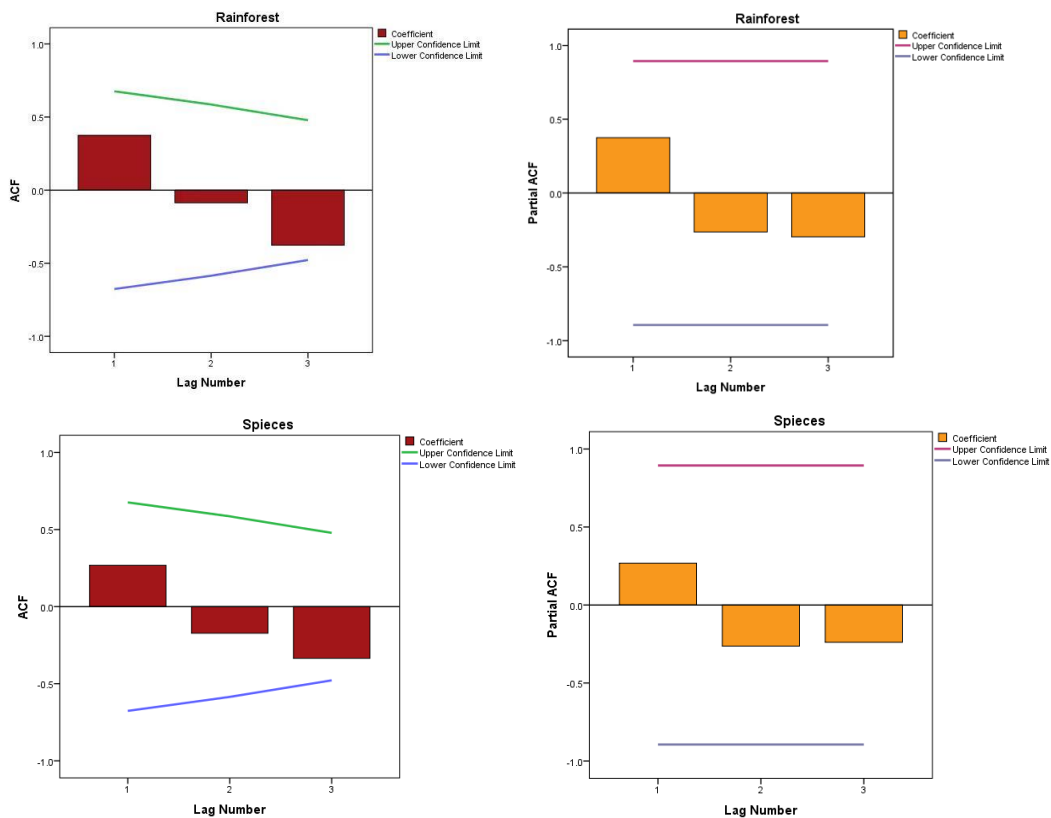 Rainforest
Coefficient
Upper Confidence Limit
Lower Confidence Limit
1.0
0.5
0.0
-0.5
-1.0
ACF
1 2 3
Lag Number
Rainforest
Coefficient
Upper Confidence Limit
Lower Confidence Limit
1.0
0.5
0.0
-0.5
-1.0
Partial ACF
1 2 3
Lag Number
Spieces
Coefficient
Upper Confidence Limit
Lower Confidence Limit
1.0
0.5
0.0
-0.5
-1.0
ACF
1 2 3
Lag Number
Spieces
Coefficient
Upper Confidence Limit
Lower Confidence Limit
1.0
0.5
0.0
-0.5
-1.0
Partial ACF
1 2 3
Lag Number